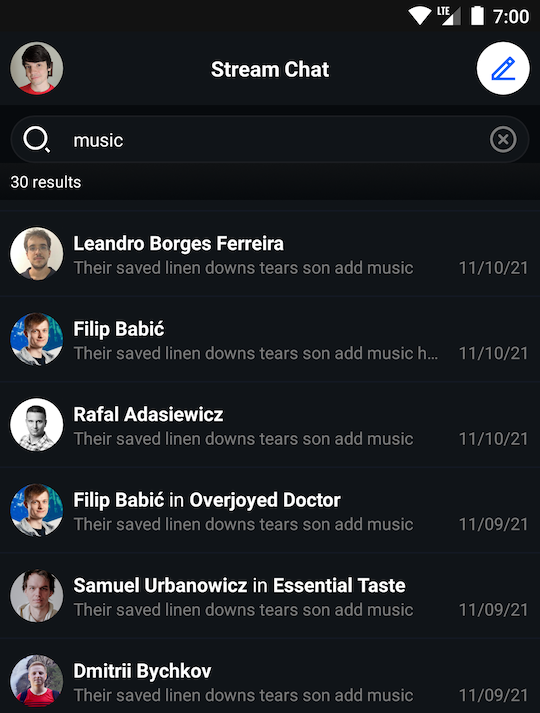 LTE 7:00
Stream Chat
music
30 results
Leandro Borges Ferreira
Their saved linen downs tears son add music 11/10/21
Filip Babić
Their saved linen downs tears son add music h... 11/10/21
Rafal Adasiewicz
Their saved linen downs tears son add music 11/10/21
Filip Babić in Overjoyed Doctor
Their saved linen downs tears son add music 11/09/21
Samuel Urbanowicz in Essential Taste
Their saved linen downs tears son add music 11/09/21
Dmitrii Bychkov
Their saved linen downs tears son add music 11/09/21